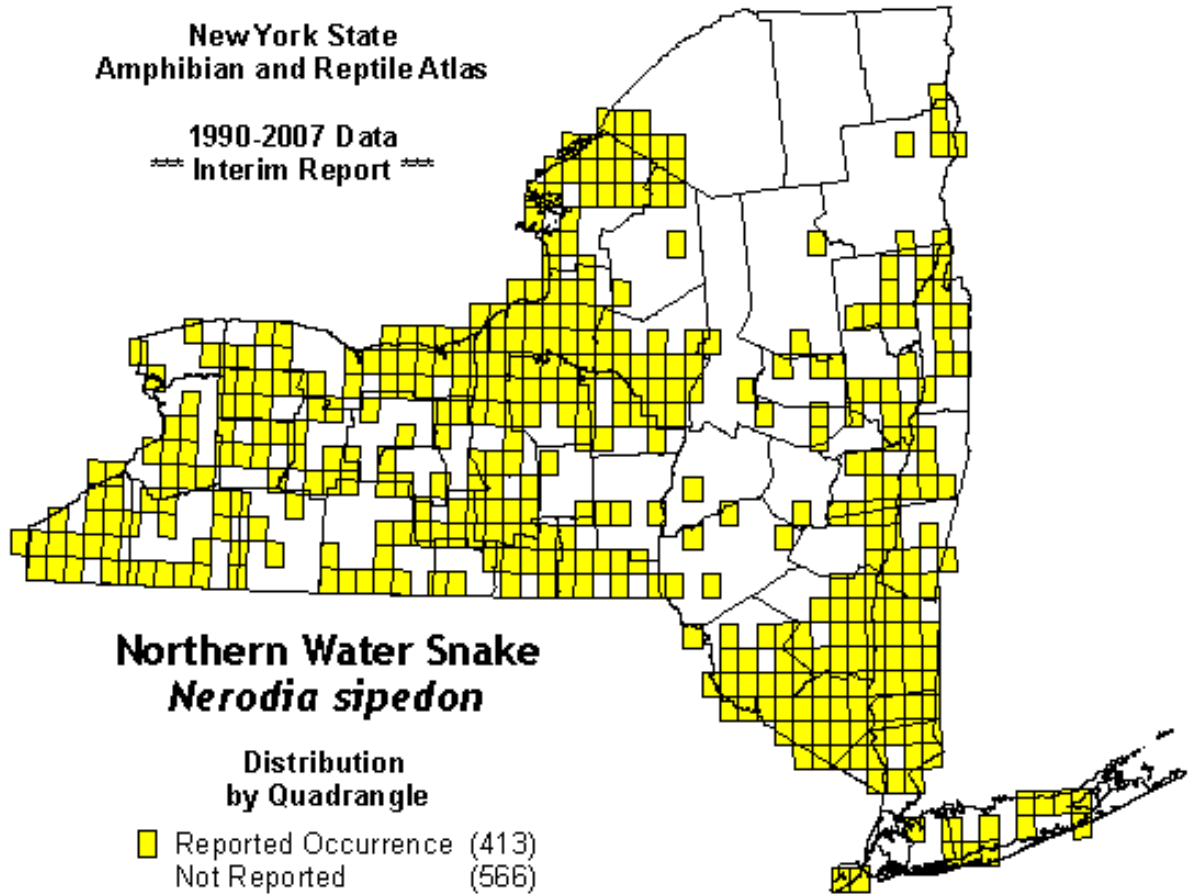 New York State
Amphibian and Reptile Atlas
1990-2007 Data
*** Interim Report ***
Northern Water Snake
Nerodia sipedon
Distribution
by Quadrangle
Reported Occurrence (413)
Not Reported (566)